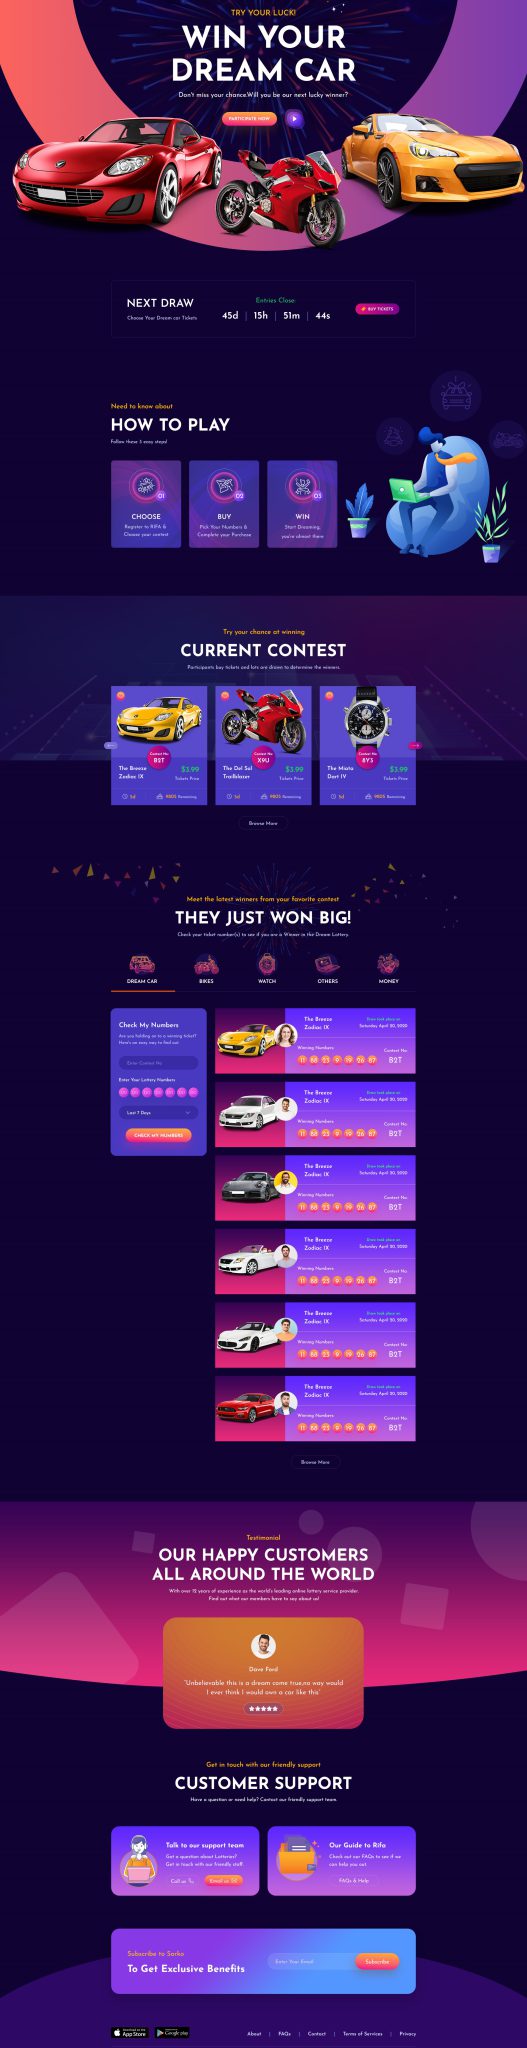 TRY YOUR LUCK!
WIN YOUR
DREAM CAR
Don't miss your chance.Will you be our next lucky winner?
PARTICIPATE NOW
NEXT DRAW
Choose Your Dream car Tickets
Entries Close:
45d | 15h | 51m | 44s
BUY TICKETS
Need to know about
HOW TO PLAY
Follow these 3 easy steps!
01
CHOOSE
Register to RIFA &
Choose your contest
02
BUY
Pick Your Numbers &
Complete your Purchase
03
WIN
Start Dreaming,
you're almost there
Try your chance at winning
CURRENT CONTEST
Participants buy tickets and lots are drawn to determine the winners.
Contest No:
B2T
The Breeze
Zodiac IX
$3.99
Tickets Price
5d
9805 Remaining
Contest No:
X9U
The Del Sol
Trailblazer
$3.99
Tickets Price
5d
9805 Remaining
Contest No:
8Y3
The Miata
Dart IV
$3.99
Tickets Price
5d
9805 Remaining
Browse More
Meet the latest winners from your favorite contest
THEY JUST WON BIG!
Check your ticket number(s) to see if you are a Winner in the Dream Lottery.
DREAM CAR
BIKES
WATCH
OTHERS
MONEY
Check My Numbers
Are you holding on to a winning ticket?
Here's an easy way to find out!
Enter Contest No
Enter Your Lottery Numbers
Last 7 Days
CHECK MY NUMBERS
The Breeze
Zodiac IX
Draw took place on
Saturday April 20, 2020
Winning Numbers:
11 88 23 9 19 26 87
Contest No:
B2T
The Breeze
Zodiac IX
Draw took place on
Saturday April 20, 2020
Winning Numbers:
11 88 23 9 19 26 87
Contest No:
B2T
The Breeze
Zodiac IX
Draw took place on
Saturday April 20, 2020
Winning Numbers:
11 88 23 9 19 26 87
Contest No:
B2T
The Breeze
Zodiac IX
Draw took place on
Saturday April 20, 2020
Winning Numbers:
11 88 23 9 19 26 87
Contest No:
B2T
The Breeze
Zodiac IX
Draw took place on
Saturday April 20, 2020
Winning Numbers:
11 88 23 9 19 26 87
Contest No:
B2T
The Breeze
Zodiac IX
Draw took place on
Saturday April 20, 2020
Winning Numbers:
11 88 23 9 19 26 87
Contest No:
B2T
Browse More
Testimonial
OUR HAPPY CUSTOMERS
ALL AROUND THE WORLD
With over 12 years of experience as the world's leading online lottery service provider.
Find out what our members have to say about us!
Dave Ford
"Unbelievable this is a dream come true,no way would
I ever think I would own a car like this"
Get in touch with our friendly support
CUSTOMER SUPPORT
Have a question or need help? Contact our friendly support team.
Talk to our support team
Got a question about Lotteries?
Get in touch with our friendly staff.
Call us
Email us
Our Guide to Rifa
Check out our FAQs to see if we
can help you out.
FAQs & Help
Subscribe to Sorko
To Get Exclusive Benefits
Enter Your Email
Subscribe
App Store
Google play
About | FAQs | Contact | Terms of Services | Privacy